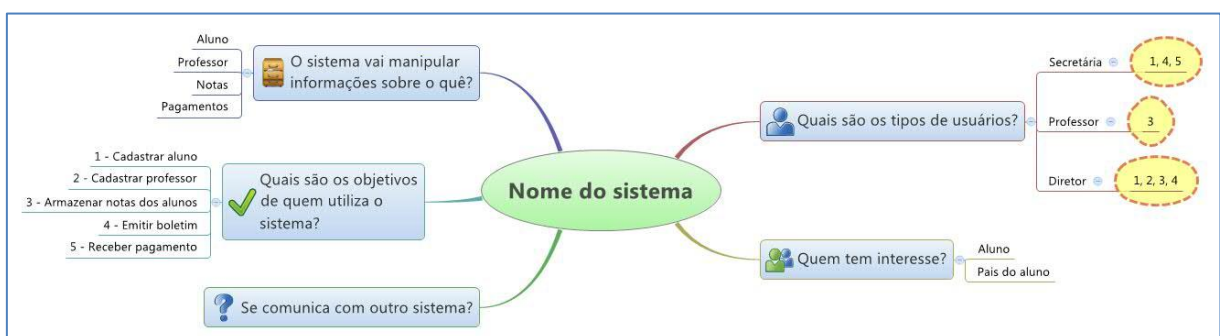 Aluno
Professor
Notas
Pagamentos
O sistema vai manipular
informações sobre o quê?
1 - Cadastrar aluno
2 - Cadastrar professor
3 - Armazenar notas dos alunos
4 - Emitir boletim
5 - Receber pagamento
Quais são os objetivos
de quem utiliza o
sistema?
Se comunica com outro sistema?
Nome do sistema
Quais são os tipos de usuários?
Secretária
1, 4, 5
Professor
3
Diretor
1, 2, 3, 4
Quem tem interesse?
Aluno
Pais do aluno